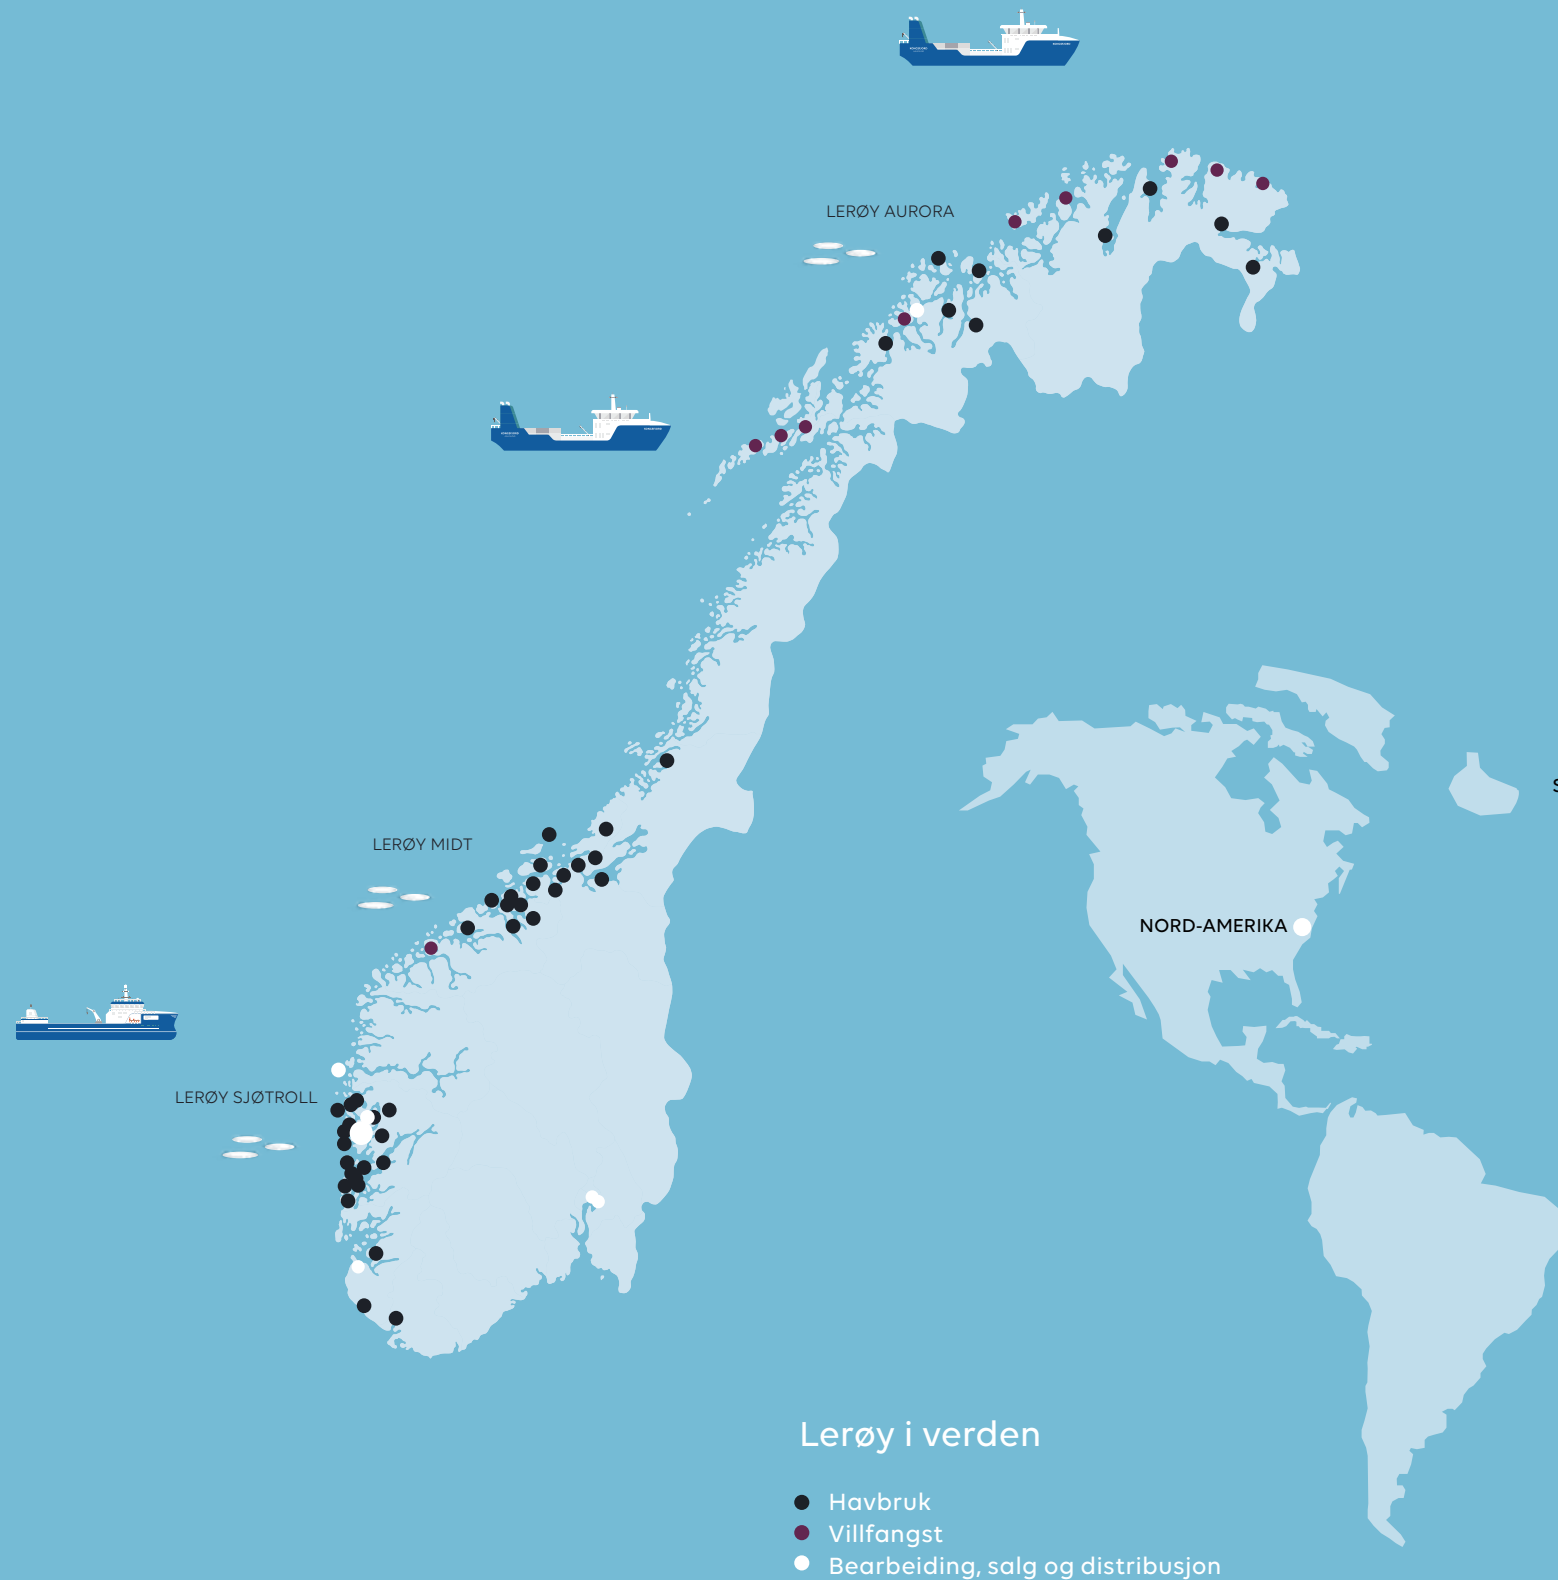 LERØY AURORA
LERØY MIDT
NORD-AMERIKA
LERØY SJØTROLL
Lerøy i verden
Havbruk
Villfangst
Bearbeiding, salg og distribusjon